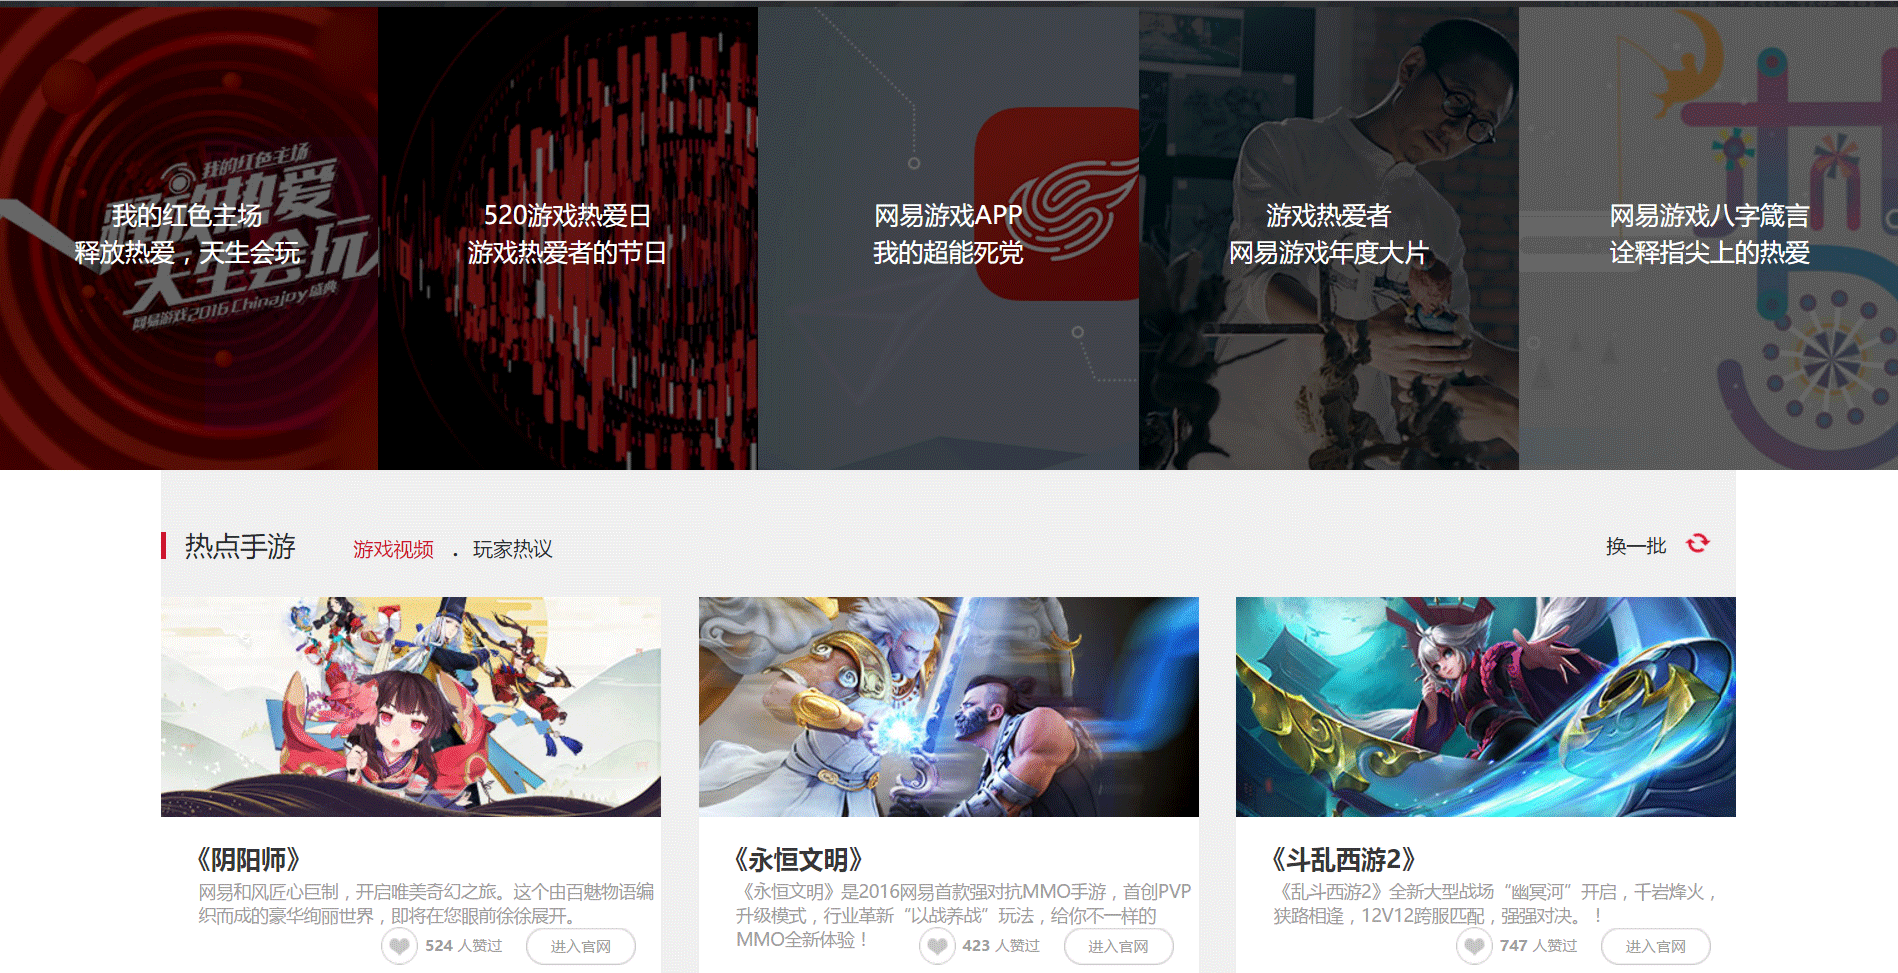 我的红色主场
释放热爱
天生会玩
网易游戏2016 Chinajoy盛典
我的红色主场
释放热爱，天生会玩
520游戏热爱日
游戏热爱者的节日
网易游戏APP
我的超能死党
游戏热爱者
网易游戏年度大片
网易游戏八字箴言
诠释指尖上的热爱
热点手游
游戏视频 . 玩家热议
换一批
《阴阳师》
网易和风匠心巨制，开启唯美奇幻之旅。这个由百魅物语编
织而成的豪华绚丽世界，即将在您眼前徐徐展开。
524 人赞过
进入官网
《永恒文明》
《永恒文明》是2016网易首款强对抗MMO手游，首创PVP
升级模式，行业革新“以战养战”玩法，给你不一样的
MMO全新体验！
423 人赞过
进入官网
《斗乱西游2》
《乱斗西游2》全新大型战场“幽冥河”开启，千岩烽火，
狭路相逢，12V12跨服匹配，强强对决。！
747 人赞过
进入官网